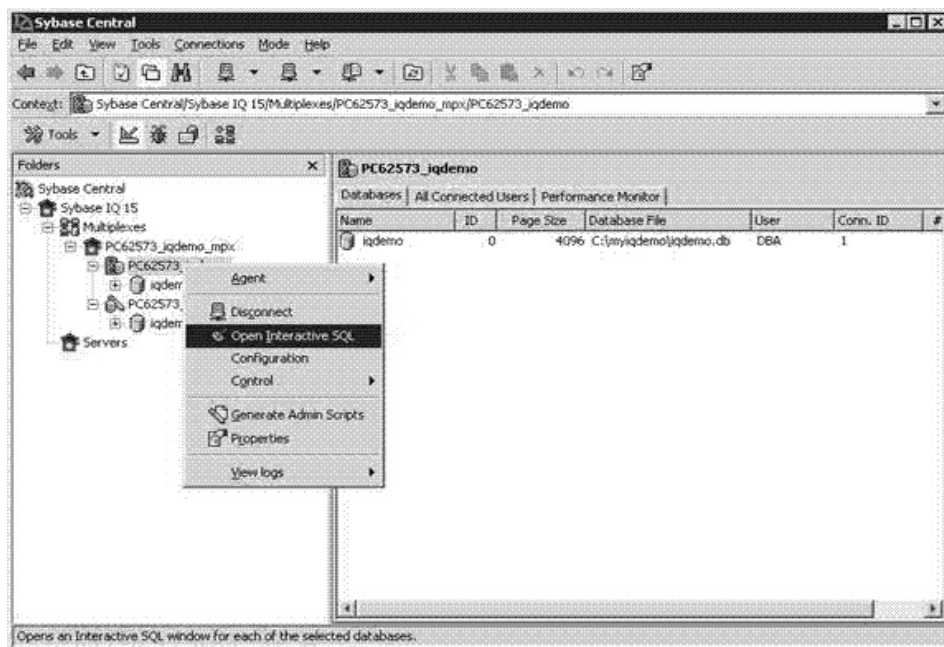 Sybase Central
File Edit View Tools Connections Mode Help
Context: Sybase Central/Sybase IQ 15/Multiplexes/PC62573_iqdemo_mpx/PC62573_iqdemo
Tools
Folders
Sybase Central
Sybase IQ 15
Multiplexes
PC62573_iqdemo_mpx
PC62573_
iqdem
PC62573_
iqdem
Servers
Agent
Disconnect
Open Interactive SQL
Configuration
Control
Generate Admin Scripts
Properties
View logs
PC62573_iqdemo
Databases All Connected Users Performance Monitor
Name ID Page Size Database File User Conn. ID #
iqdemo 0 4096 C:\myiqdemo\iqdemo.db DBA 1
Opens an Interactive SQL window for each of the selected databases.